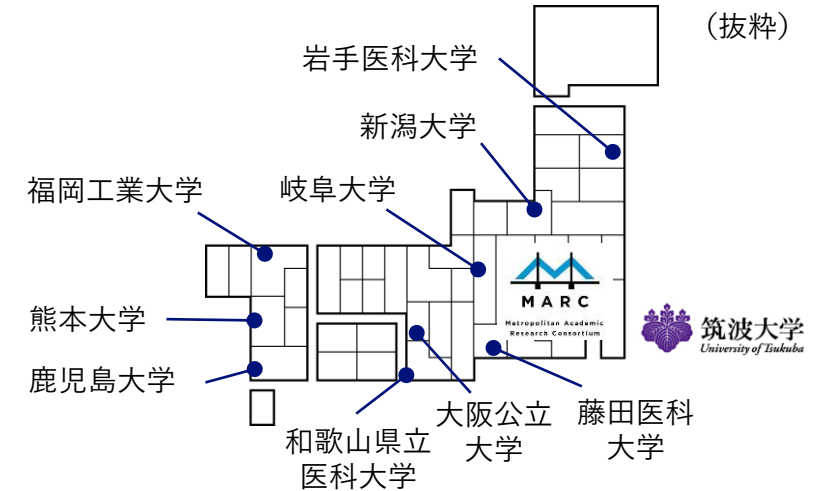 （抜粋）
岩手医科大学
新潟大学
福岡工業大学
岐阜大学
MARC
Metropolitan Academic
Research Consortium
熊本大学
筑波大学
University of Tsukuba
鹿児島大学
和歌山県立
医科大学
大阪公立
大学
藤田医科
大学